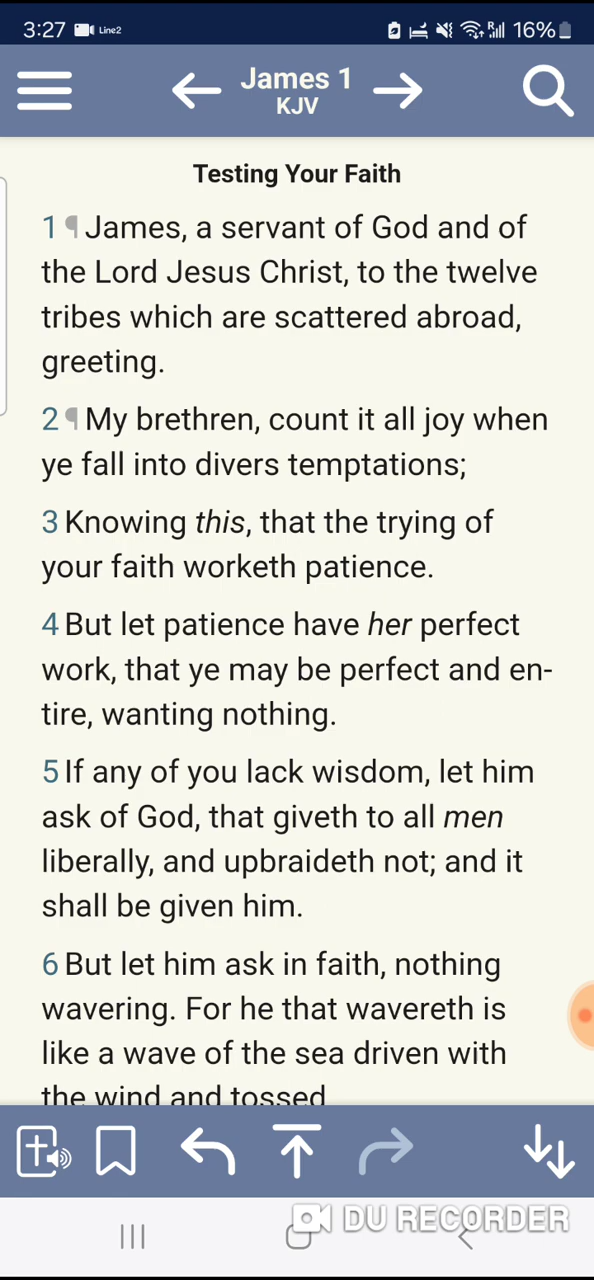 3:27 Line2 16%
James 1
KJV
Testing Your Faith
1 ¶ James, a servant of God and of
the Lord Jesus Christ, to the twelve
tribes which are scattered abroad,
greeting.
2 ¶ My brethren, count it all joy when
ye fall into divers temptations;
3 Knowing this, that the trying of
your faith worketh patience.
4 But let patience have her perfect
work, that ye may be perfect and en-
tire, wanting nothing.
5 If any of you lack wisdom, let him
ask of God, that giveth to all men
liberally, and upbraideth not; and it
shall be given him.
6 But let him ask in faith, nothing
wavering. For he that wavereth is
like a wave of the sea driven with
the wind and tossed
DU RECORDER